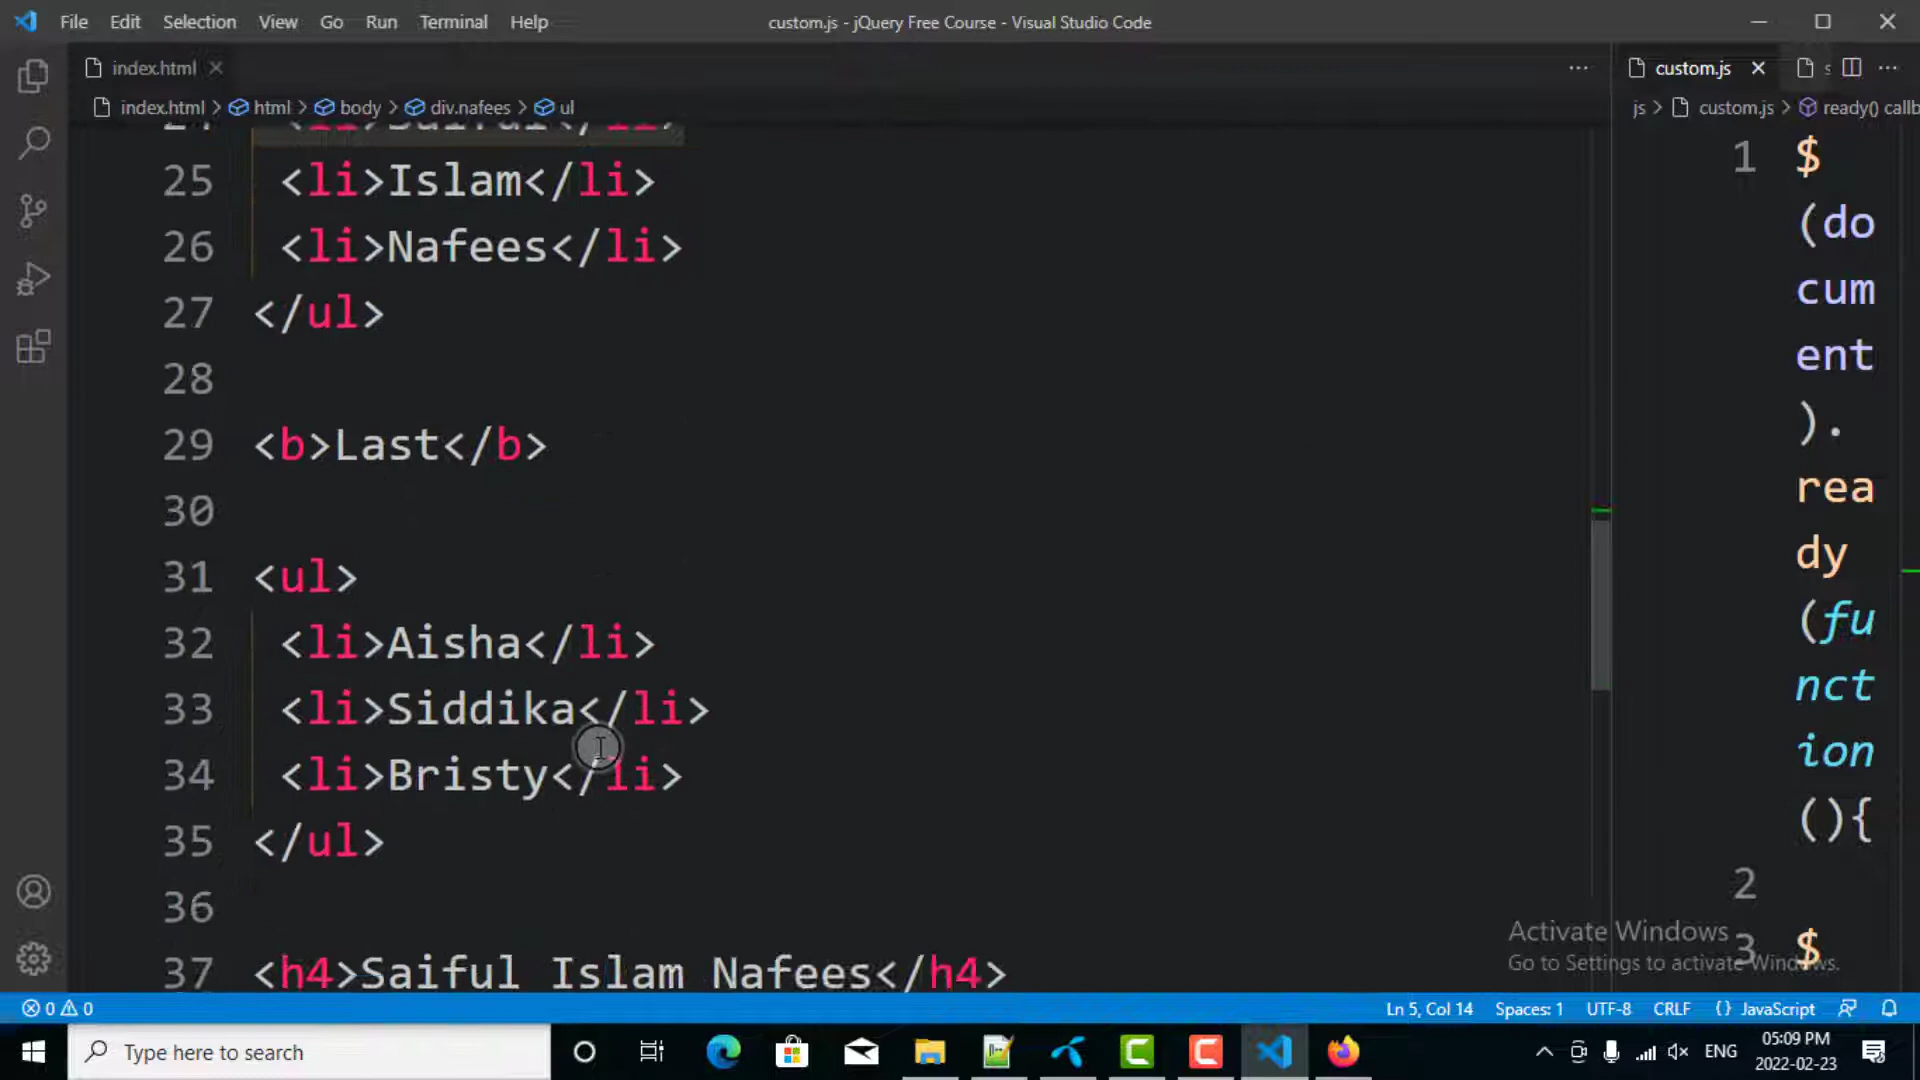 File Edit Selection View Go Run Terminal Help custom.js - jQuery Free Course - Visual Studio Code
index.html
index.html > html > body > div.nafees > ul
24 <li>Saiful</li>
25 <li>Islam</li>
26 <li>Nafees</li>
27 </ul>
28
29 <b>Last</b>
30
31 <ul>
32 <li>Aisha</li>
33 <li>Siddika</li>
34 <li>Bristy</li>
35 </ul>
36
37 <h4>Saiful Islam Nafees</h4>
custom.js
js > custom.js > ready() callb
1 $
(do
cum
ent
).
rea
dy
(fu
nct
ion
(){
2
3 $
Activate Windows
Go to Settings to activate Windows.
0 0 Ln 5, Col 14 Spaces: 1 UTF-8 CRLF {} JavaScript
Type here to search
ENG
05:09 PM
2022-02-23